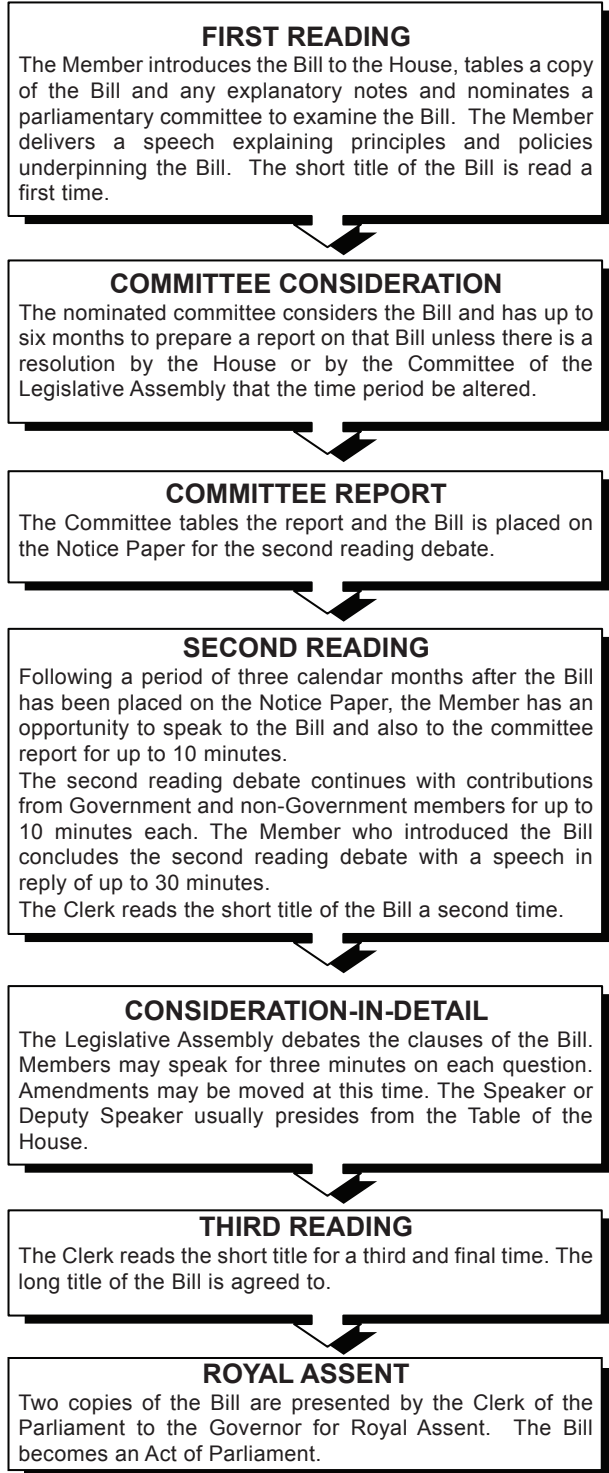 FIRST READING
The Member introduces the Bill to the House, tables a copy
of the Bill and any explanatory notes and nominates a
parliamentary committee to examine the Bill. The Member
delivers a speech explaining principles and policies
underpinning the Bill. The short title of the Bill is read a
first time.
COMMITTEE CONSIDERATION
The nominated committee considers the Bill and has up to
six months to prepare a report on that Bill unless there is a
resolution by the House or by the Committee of the
Legislative Assembly that the time period be altered.
COMMITTEE REPORT
The Committee tables the report and the Bill is placed on
the Notice Paper for the second reading debate.
SECOND READING
Following a period of three calendar months after the Bill
has been placed on the Notice Paper, the Member has an
opportunity to speak to the Bill and also to the committee
report for up to 10 minutes.
The second reading debate continues with contributions
from Government and non-Government members for up to
10 minutes each. The Member who introduced the Bill
concludes the second reading debate with a speech in
reply of up to 30 minutes.
The Clerk reads the short title of the Bill a second time.
CONSIDERATION-IN-DETAIL
The Legislative Assembly debates the clauses of the Bill.
Members may speak for three minutes on each question.
Amendments may be moved at this time. The Speaker or
Deputy Speaker usually presides from the Table of the
House.
THIRD READING
The Clerk reads the short title for a third and final time. The
long title of the Bill is agreed to.
ROYAL ASSENT
Two copies of the Bill are presented by the Clerk of the
Parliament to the Governor for Royal Assent. The Bill
becomes an Act of Parliament.